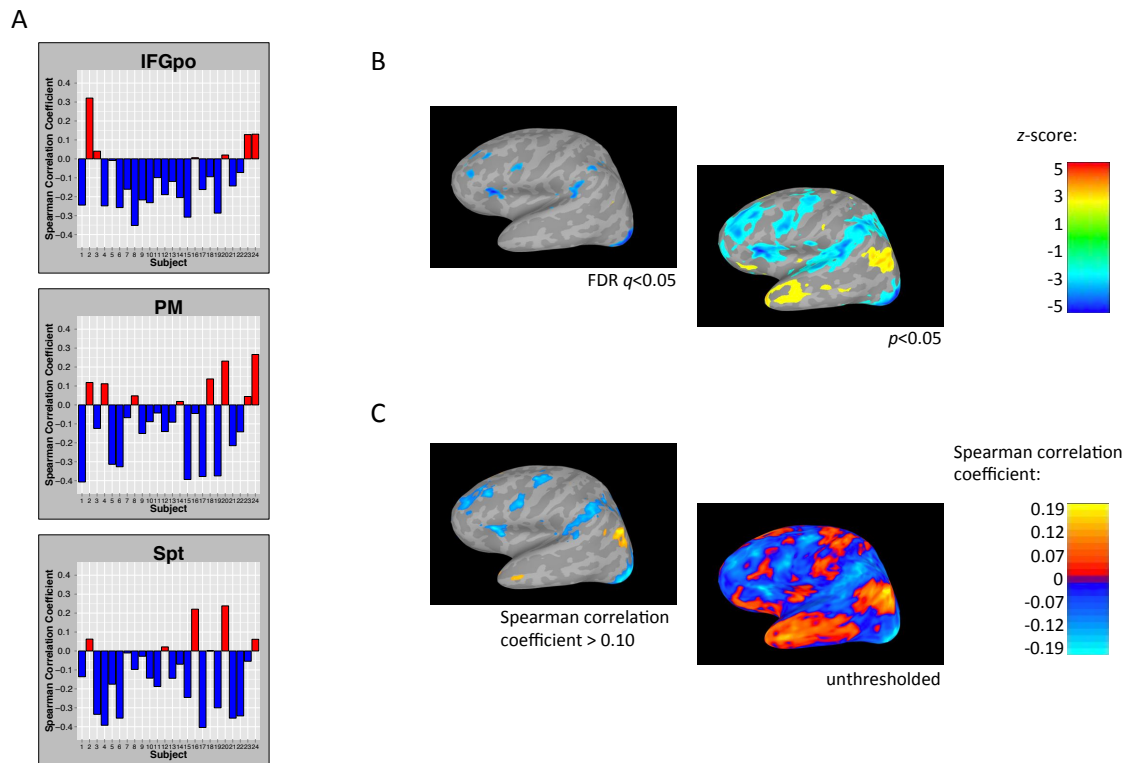 A
IFGpo
Spearman Correlation Coefficient
0.4
0.3
0.2
0.1
0.0
−0.1
−0.2
−0.3
−0.4
1 2 3 4 5 6 7 8 9 10 11 12 13 14 15 16 17 18 19 20 21 22 23 24
Subject
PM
Spearman Correlation Coefficient
0.4
0.3
0.2
0.1
0.0
−0.1
−0.2
−0.3
−0.4
1 2 3 4 5 6 7 8 9 10 11 12 13 14 15 16 17 18 19 20 21 22 23 24
Subject
Spt
Spearman Correlation Coefficient
0.4
0.3
0.2
0.1
0.0
−0.1
−0.2
−0.3
−0.4
1 2 3 4 5 6 7 8 9 10 11 12 13 14 15 16 17 18 19 20 21 22 23 24
Subject
B
FDR q<0.05
p<0.05
z-score:
5
3
1
-1
-3
-5
C
Spearman correlation
coefficient > 0.10
unthresholded
Spearman correlation
coefficient:
0.19
0.12
0.07
0
-0.07
-0.12
-0.19